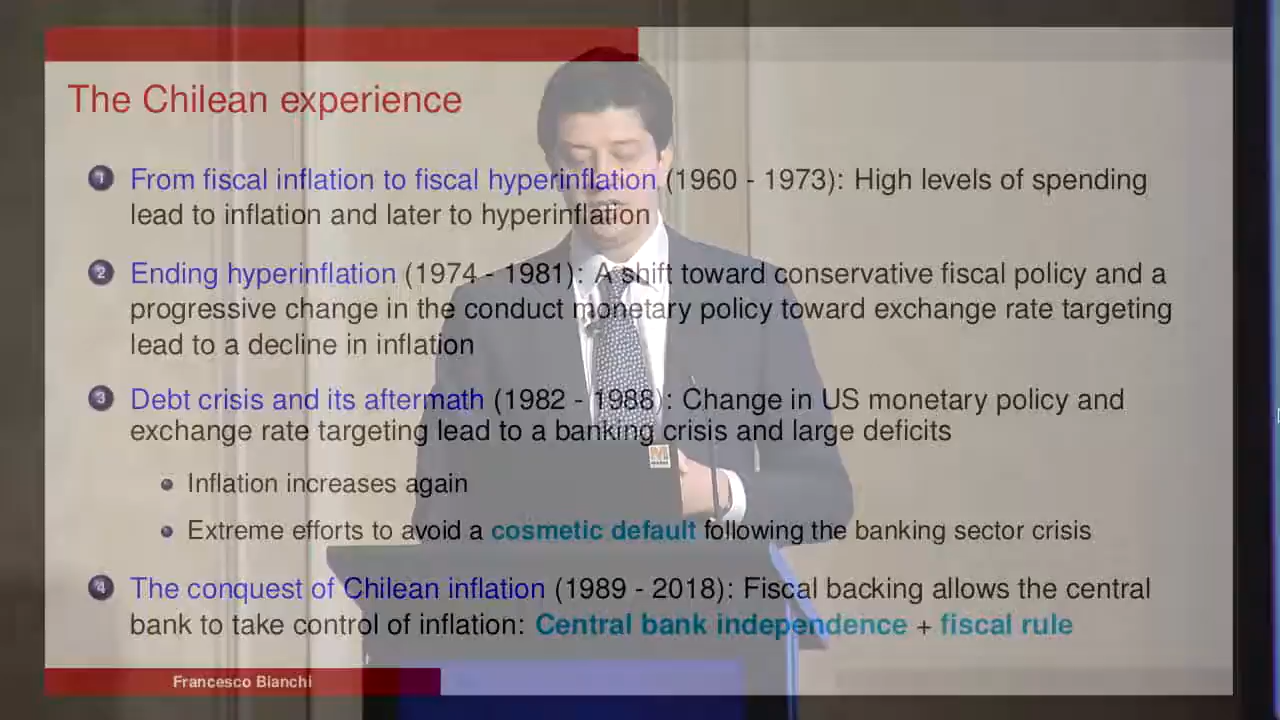 The Chilean experience
1 From fiscal inflation to fiscal hyperinflation (1960 - 1973): High levels of spending
lead to inflation and later to hyperinflation
2 Ending hyperinflation (1974 - 1981): A shift toward conservative fiscal policy and a
progressive change in the conduct monetary policy toward exchange rate targeting
lead to a decline in inflation
3 Debt crisis and its aftermath (1982 - 1988): Change in US monetary policy and
exchange rate targeting lead to a banking crisis and large deficits
Inflation increases again
Extreme efforts to avoid a cosmetic default following the banking sector crisis
4 The conquest of Chilean inflation (1989 - 2018): Fiscal backing allows the central
bank to take control of inflation: Central bank independence + fiscal rule
Francesco Bianchi